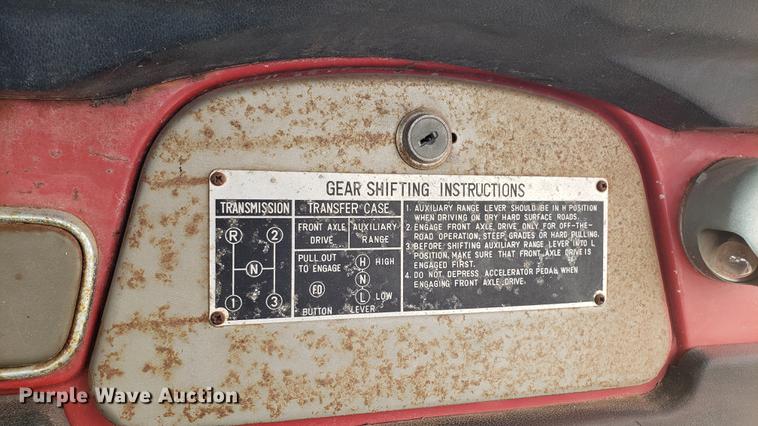 GEAR SHIFTING INSTRUCTIONS
TRANSMISSION
R 2
N
1 3
TRANSFER CASE
FRONT AXLE DRIVE
AUXILIARY RANGE
PULL OUT
TO ENGAGE
FD
BUTTON
H HIGH
N
L LOW
LEVER
1. AUXILIARY RANGE LEVER SHOULD BE IN H POSITION
WHEN DRIVING ON DRY HARD SURFACE ROADS.
2. ENGAGE FRONT AXLE DRIVE ONLY FOR OFF-THE-
ROAD OPERATION, STEEP GRADES OR HARD PULLING.
3. BEFORE SHIFTING AUXILIARY RANGE LEVER INTO L
POSITION, MAKE SURE THAT FRONT AXLE DRIVE IS
ENGAGED FIRST.
4. DO NOT DEPRESS ACCELERATOR PEDAL WHEN
ENGAGING FRONT AXLE DRIVE.
Purple Wave Auction